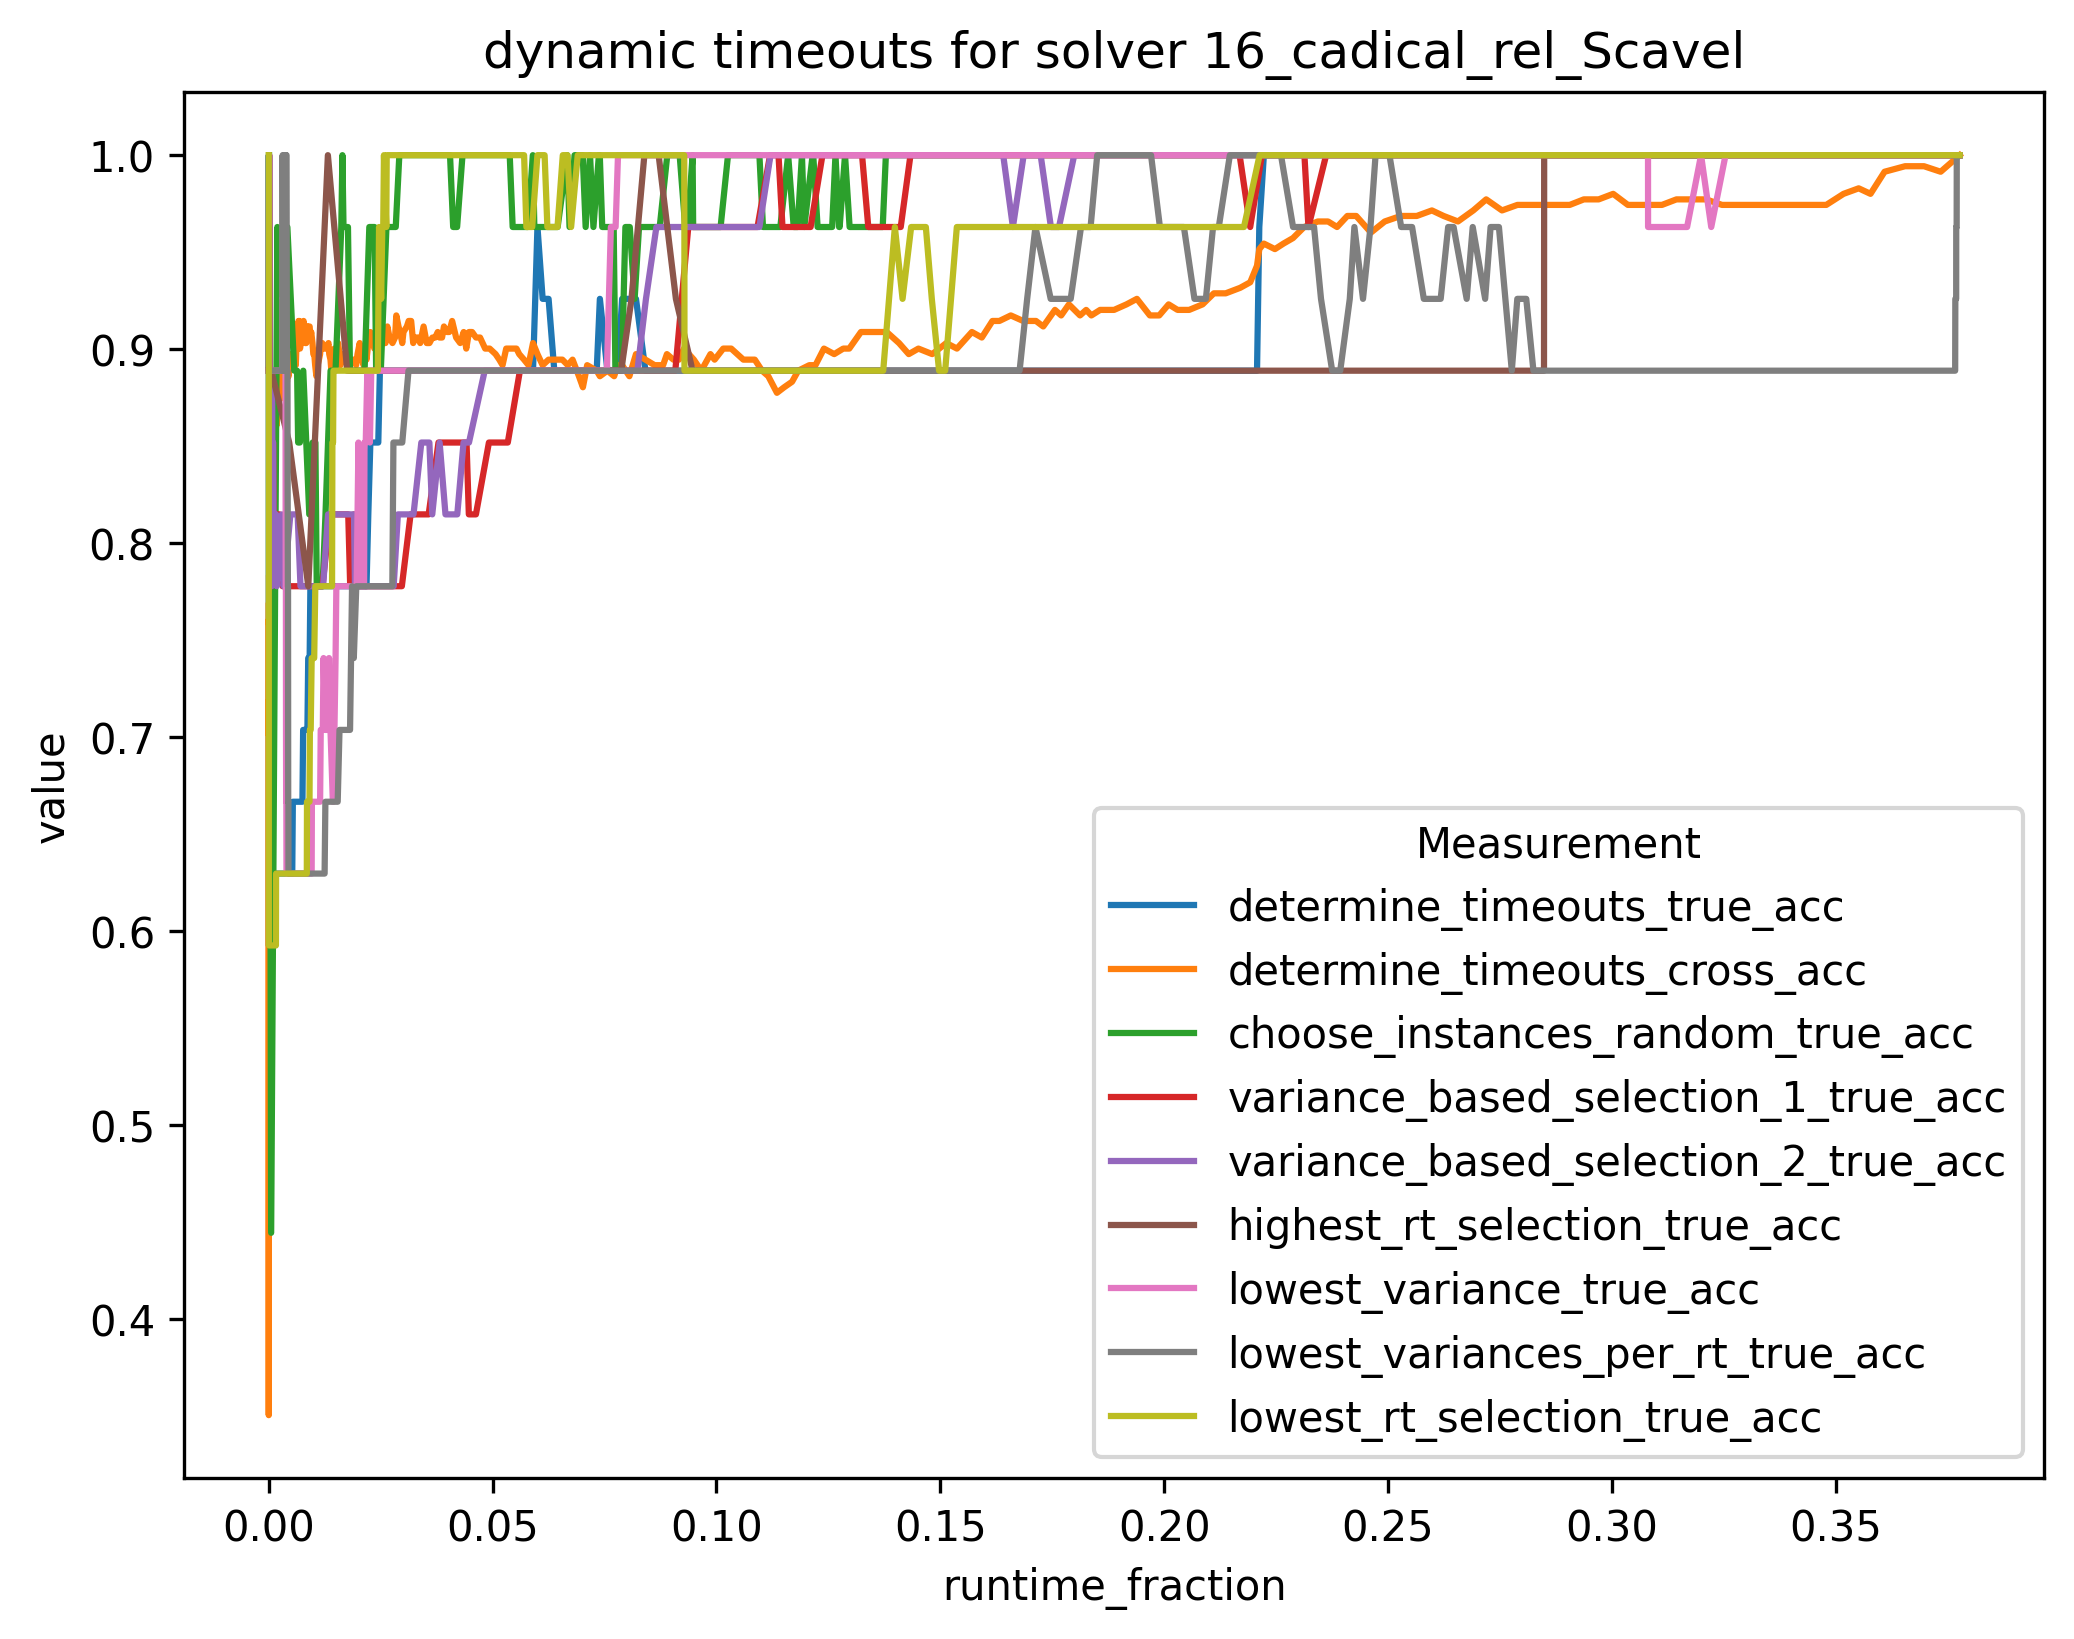 dynamic timeouts for solver 16_cadical_rel_Scavel
1.0
0.9
0.8
0.7
0.6
0.5
0.4
value
0.00 0.05 0.10 0.15 0.20 0.25 0.30 0.35
runtime_fraction
Measurement
determine_timeouts_true_acc
determine_timeouts_cross_acc
choose_instances_random_true_acc
variance_based_selection_1_true_acc
variance_based_selection_2_true_acc
highest_rt_selection_true_acc
lowest_variance_true_acc
lowest_variances_per_rt_true_acc
lowest_rt_selection_true_acc